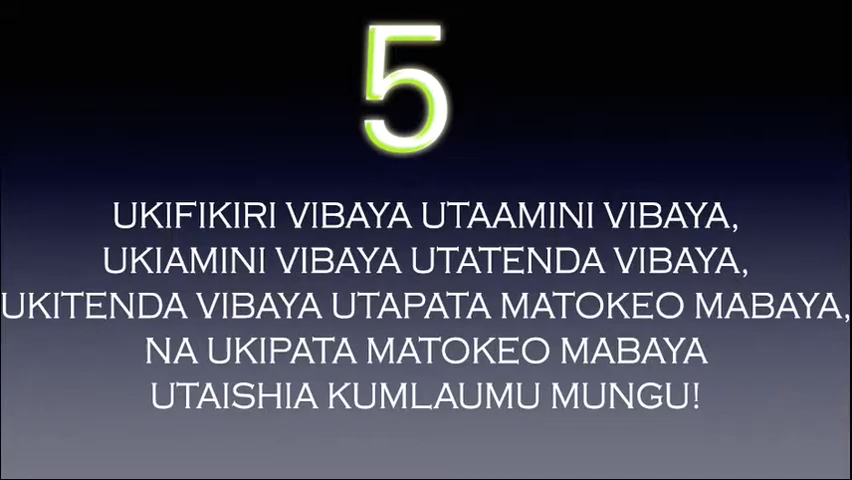 5
UKIFIKIRI VIBAYA UTAAMINI VIBAYA,
UKIAMINI VIBAYA UTATENDA VIBAYA,
UKITENDA VIBAYA UTAPATA MATOKEO MABAYA,
NA UKIPATA MATOKEO MABAYA
UTAISHIA KUMLAUMU MUNGU!